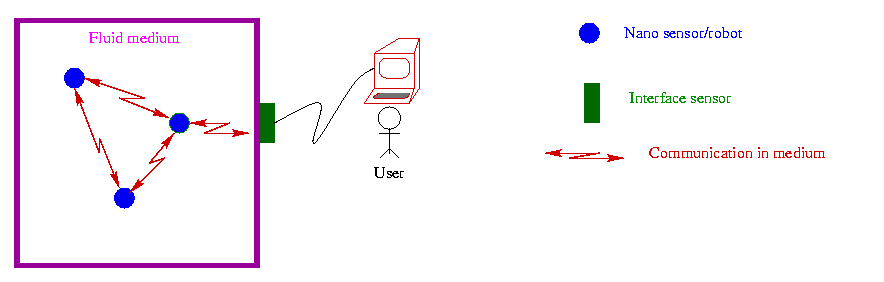 Fluid medium
User
Nano sensor/robot
Interface sensor
Communication in medium